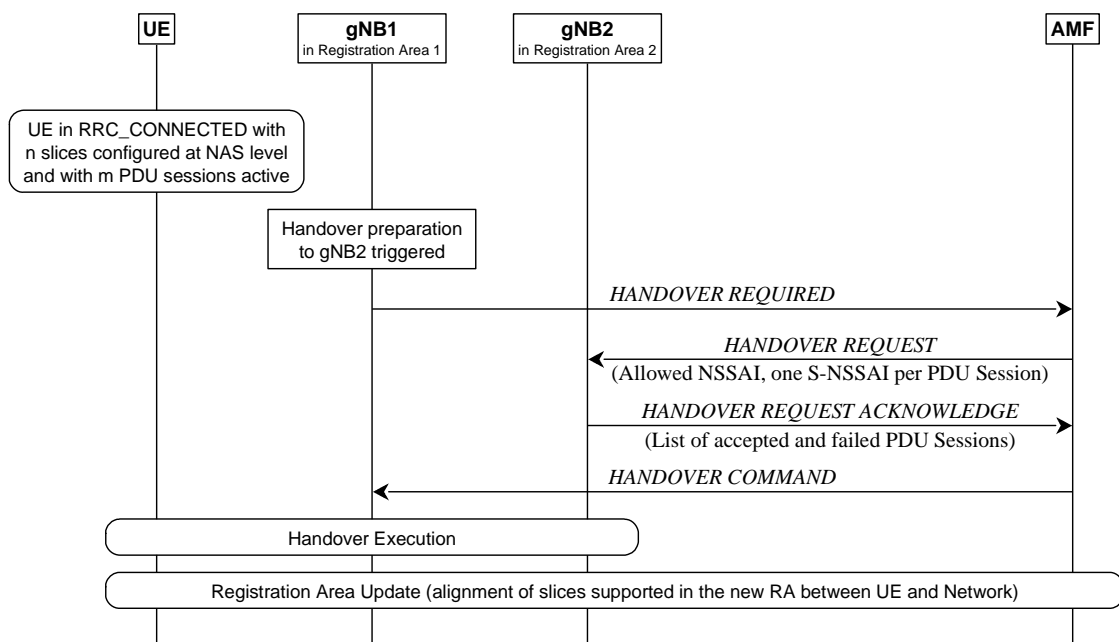 UE
gNB1
in Registration Area 1
gNB2
in Registration Area 2
AMF
UE in RRC_CONNECTED with
n slices configured at NAS level
and with m PDU sessions active
Handover preparation
to gNB2 triggered
HANDOVER REQUIRED
HANDOVER REQUEST
(Allowed NSSAI, one S-NSSAI per PDU Session)
HANDOVER REQUEST ACKNOWLEDGE
(List of accepted and failed PDU Sessions)
HANDOVER COMMAND
Handover Execution
Registration Area Update (alignment of slices supported in the new RA between UE and Network)